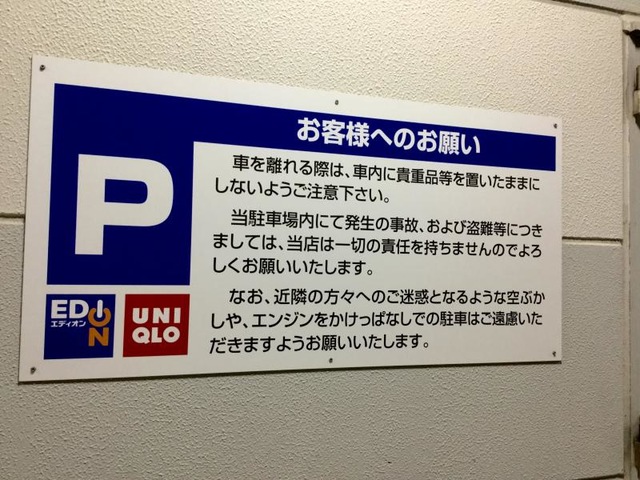 お客様へのお願い
P
車を離れる際は、車内に貴重品等を置いたままに
しないようご注意下さい。
当駐車場内にて発生の事故、および盗難等につき
ましては、当店は一切の責任を持ちませんのでよろ
しくお願いいたします。
なお、近隣の方々へのご迷惑となるような空ぶか
しや、エンジンをかけっぱなしでの駐車はご遠慮いた
だきますようお願いいたします。
EDION
エディオン
UNI
QLO